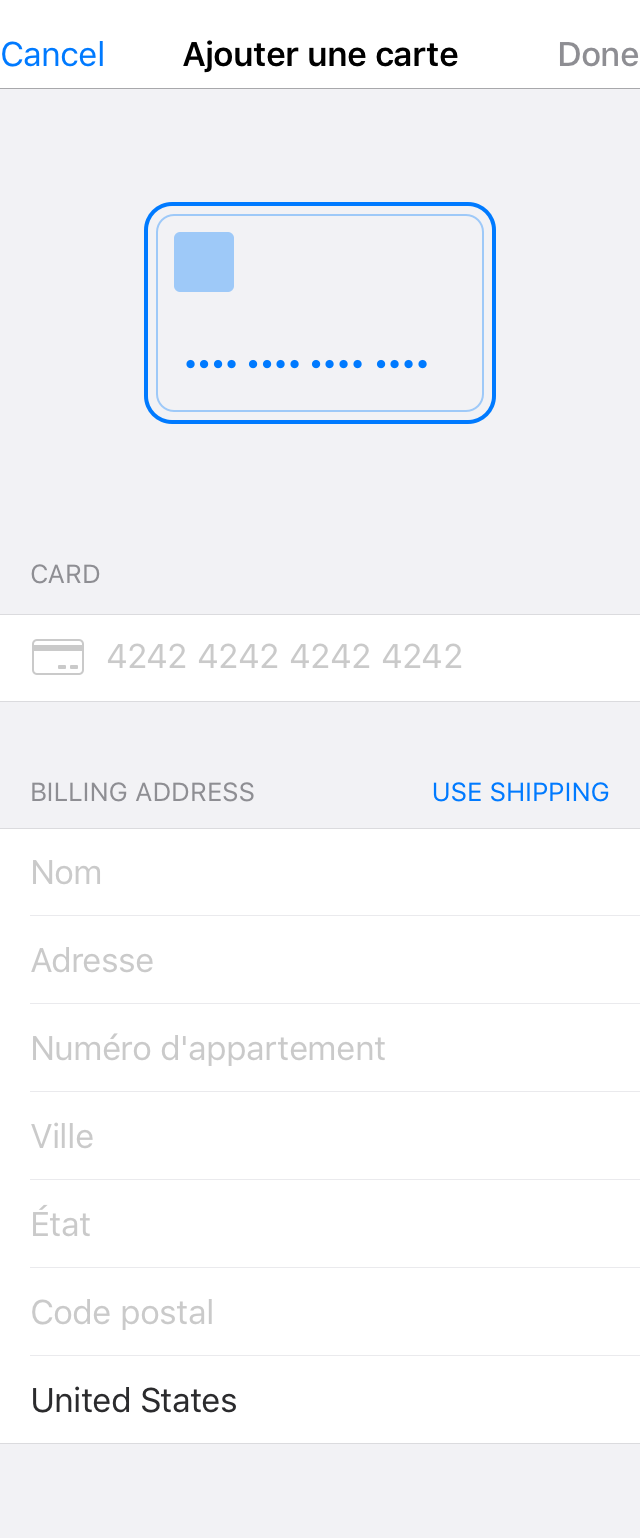 Cancel Ajouter une carte Done
•••• •••• •••• ••••
CARD
4242 4242 4242 4242
BILLING ADDRESS USE SHIPPING
Nom
Adresse
Numéro d'appartement
Ville
État
Code postal
United States